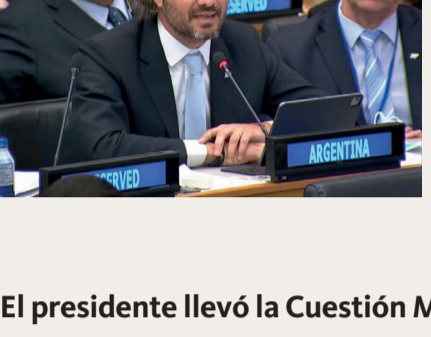 SERVED
SERVED
ARGENTINA
El presidente llevó la Cuestión M